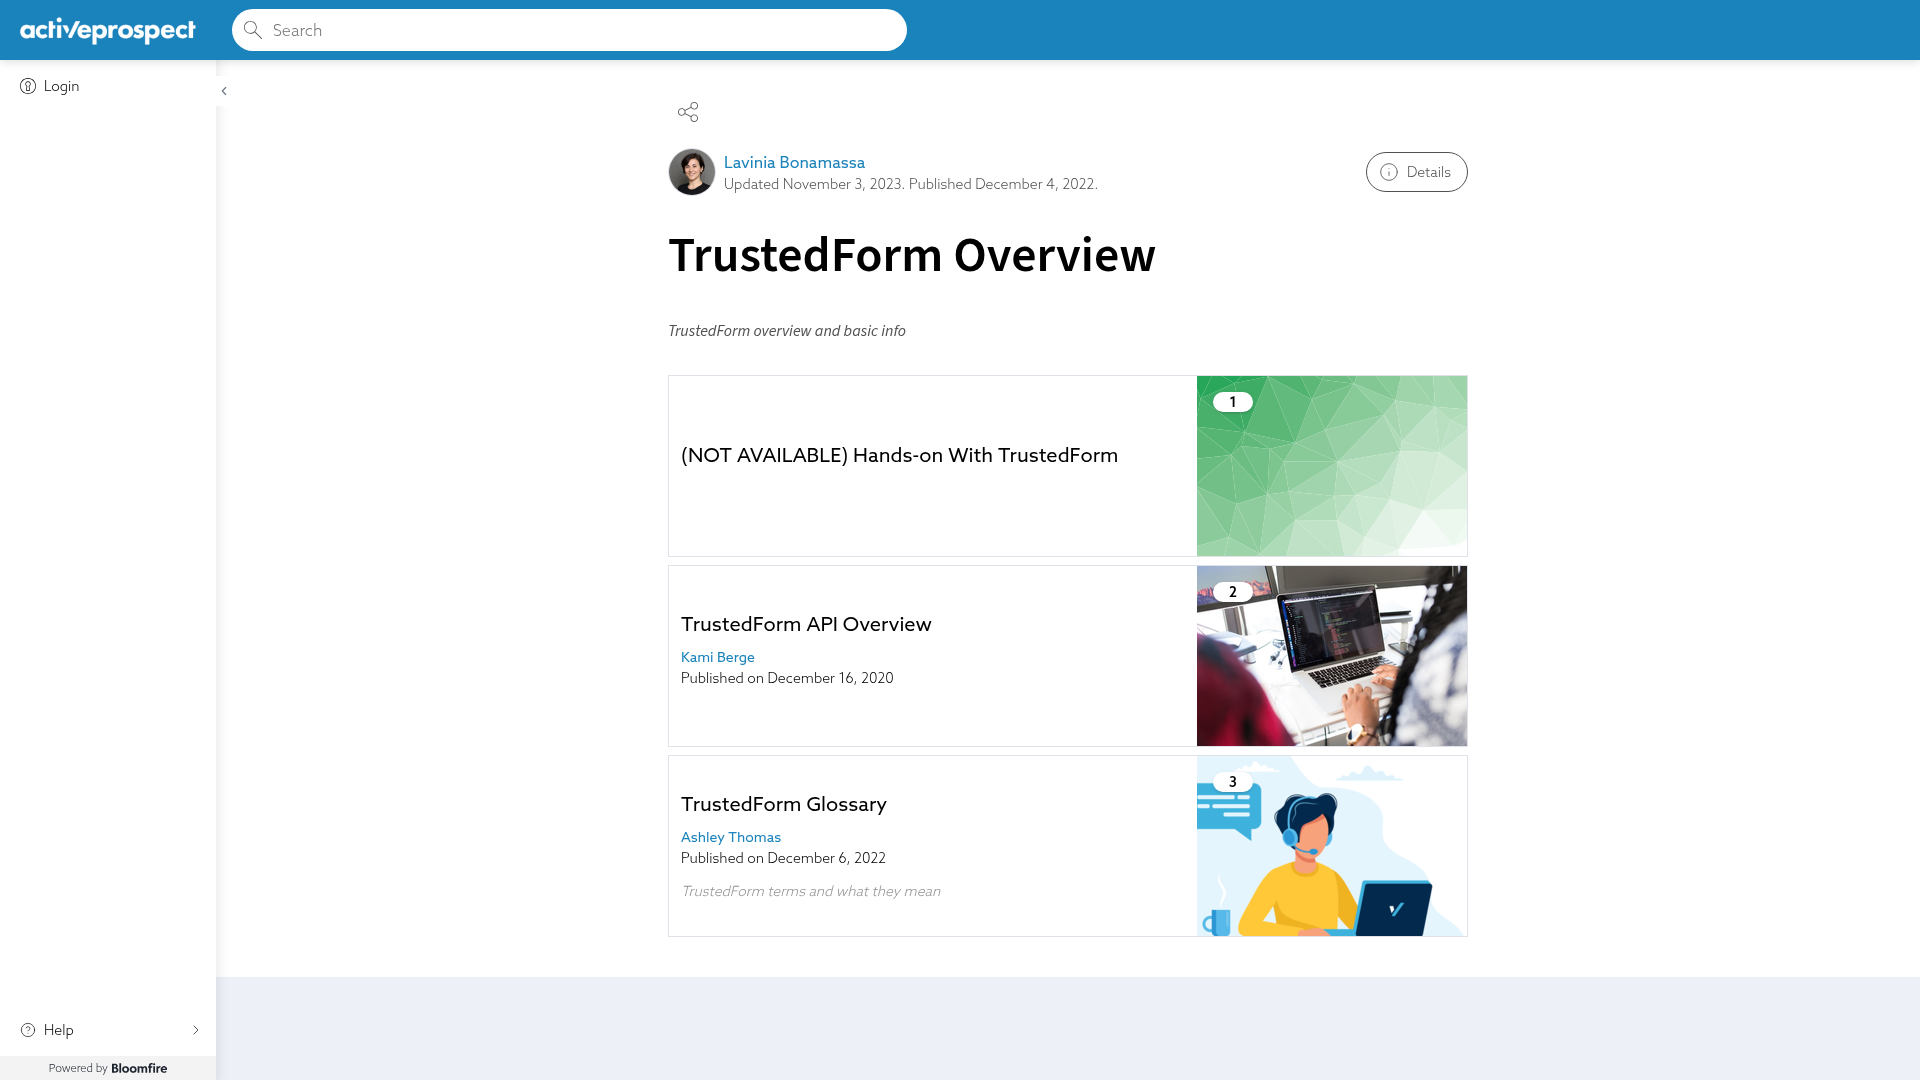 activeprospect
Search
Login
Lavinia Bonamassa
Updated November 3, 2023. Published December 4, 2022.
Details
TrustedForm Overview
TrustedForm overview and basic info
(NOT AVAILABLE) Hands-on With TrustedForm
1
TrustedForm API Overview
Kami Berge
Published on December 16, 2020
2
TrustedForm Glossary
Ashley Thomas
Published on December 6, 2022
TrustedForm terms and what they mean
3
Help
Powered by Bloomfire